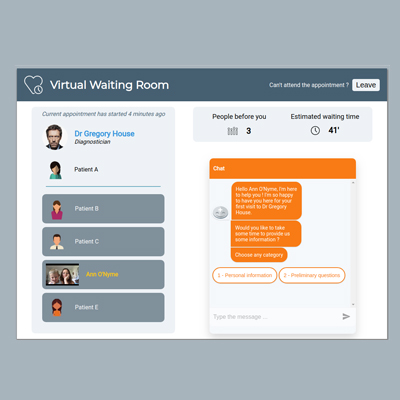 Virtual Waiting Room
Can't attend the appointment ?
Leave
Current appointment has started 4 minutes ago
Dr Gregory House
Diagnostician
Patient A
Patient B
Patient C
Ann O'Nyme
Patient E
People before you
3
Estimated waiting time
41'
Chat
Hello Ann O'Nyme, I'm here
to help you ! I'm so happy
to have you here for your
first visit to Dr Gregory
House.
Would you like to take
some time to provide us
some information ?
Choose any category
1 - Personal information
2 - Preliminary questions
Type the message ...